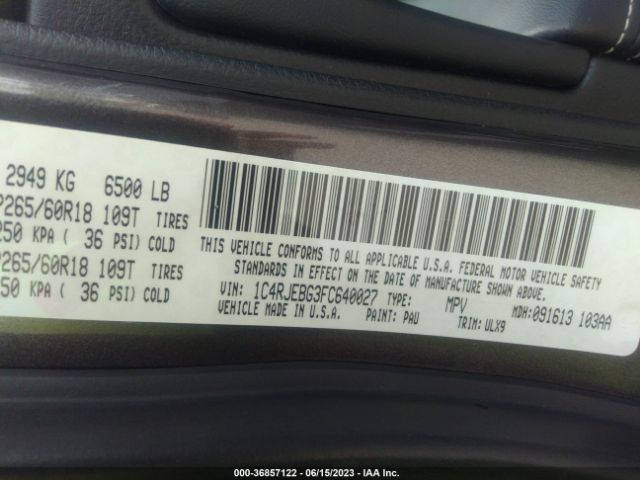 2949 KG 6500 LB
P265/60R18 109T TIRES
250 KPA ( 36 PSI) COLD
P265/60R18 109T TIRES
250 KPA ( 36 PSI) COLD
THIS VEHICLE CONFORMS TO ALL APPLICABLE U.S.A. FEDERAL MOTOR VEHICLE SAFETY
STANDARDS IN EFFECT ON THE DATE OF MANUFACTURE SHOWN ABOVE.
VIN: 1C4RJEBG3FC640027 TYPE: MPV MDH:091613 103AA
VEHICLE MADE IN U.S.A. PAINT: PAU TRIM: ULX9
000-36857122 - 06/15/2023 - IAA Inc.